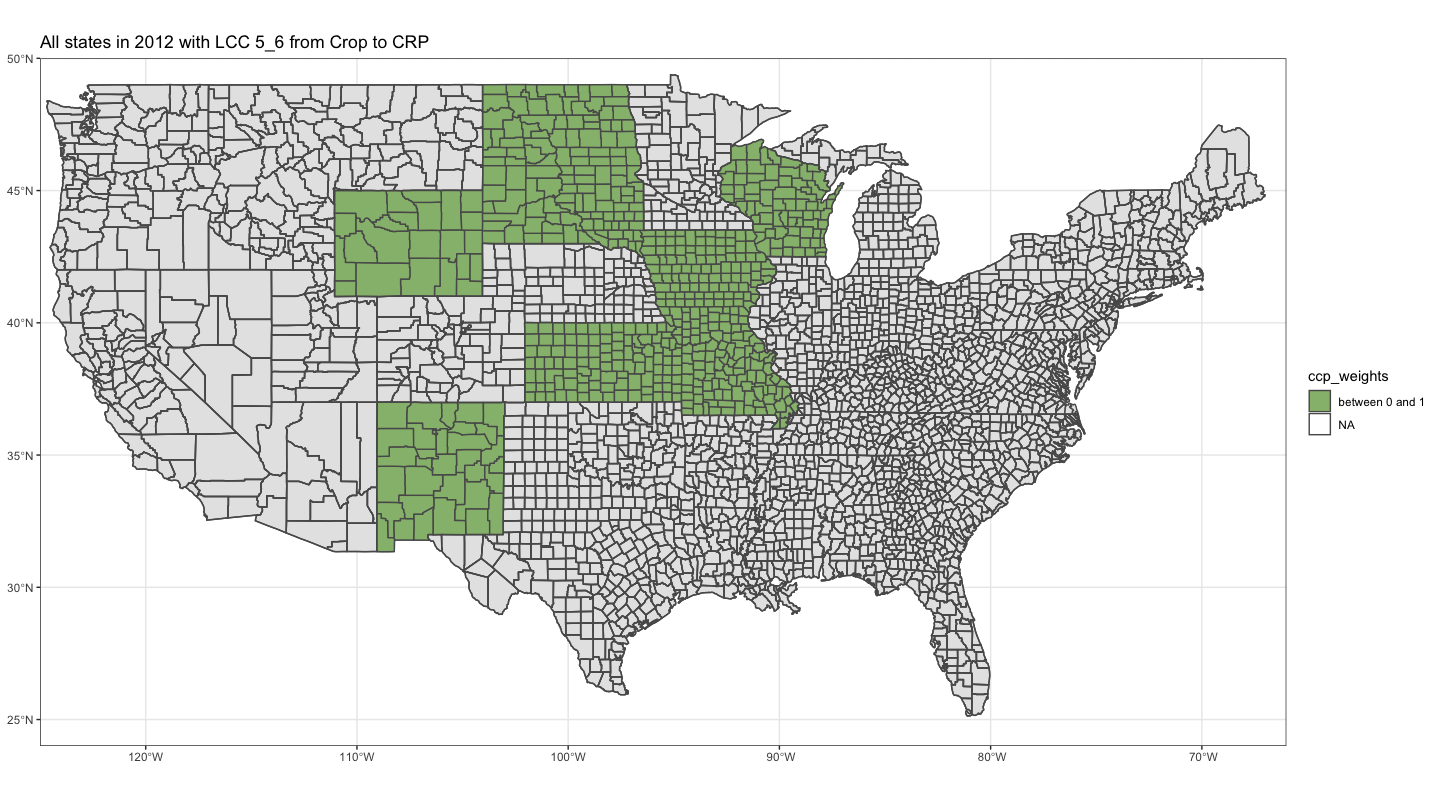 All states in 2012 with LCC 5_6 from Crop to CRP
50°N
45°N
40°N
35°N
30°N
25°N
120°W
110°W
100°W
90°W
80°W
70°W
ccp_weights
between 0 and 1
NA